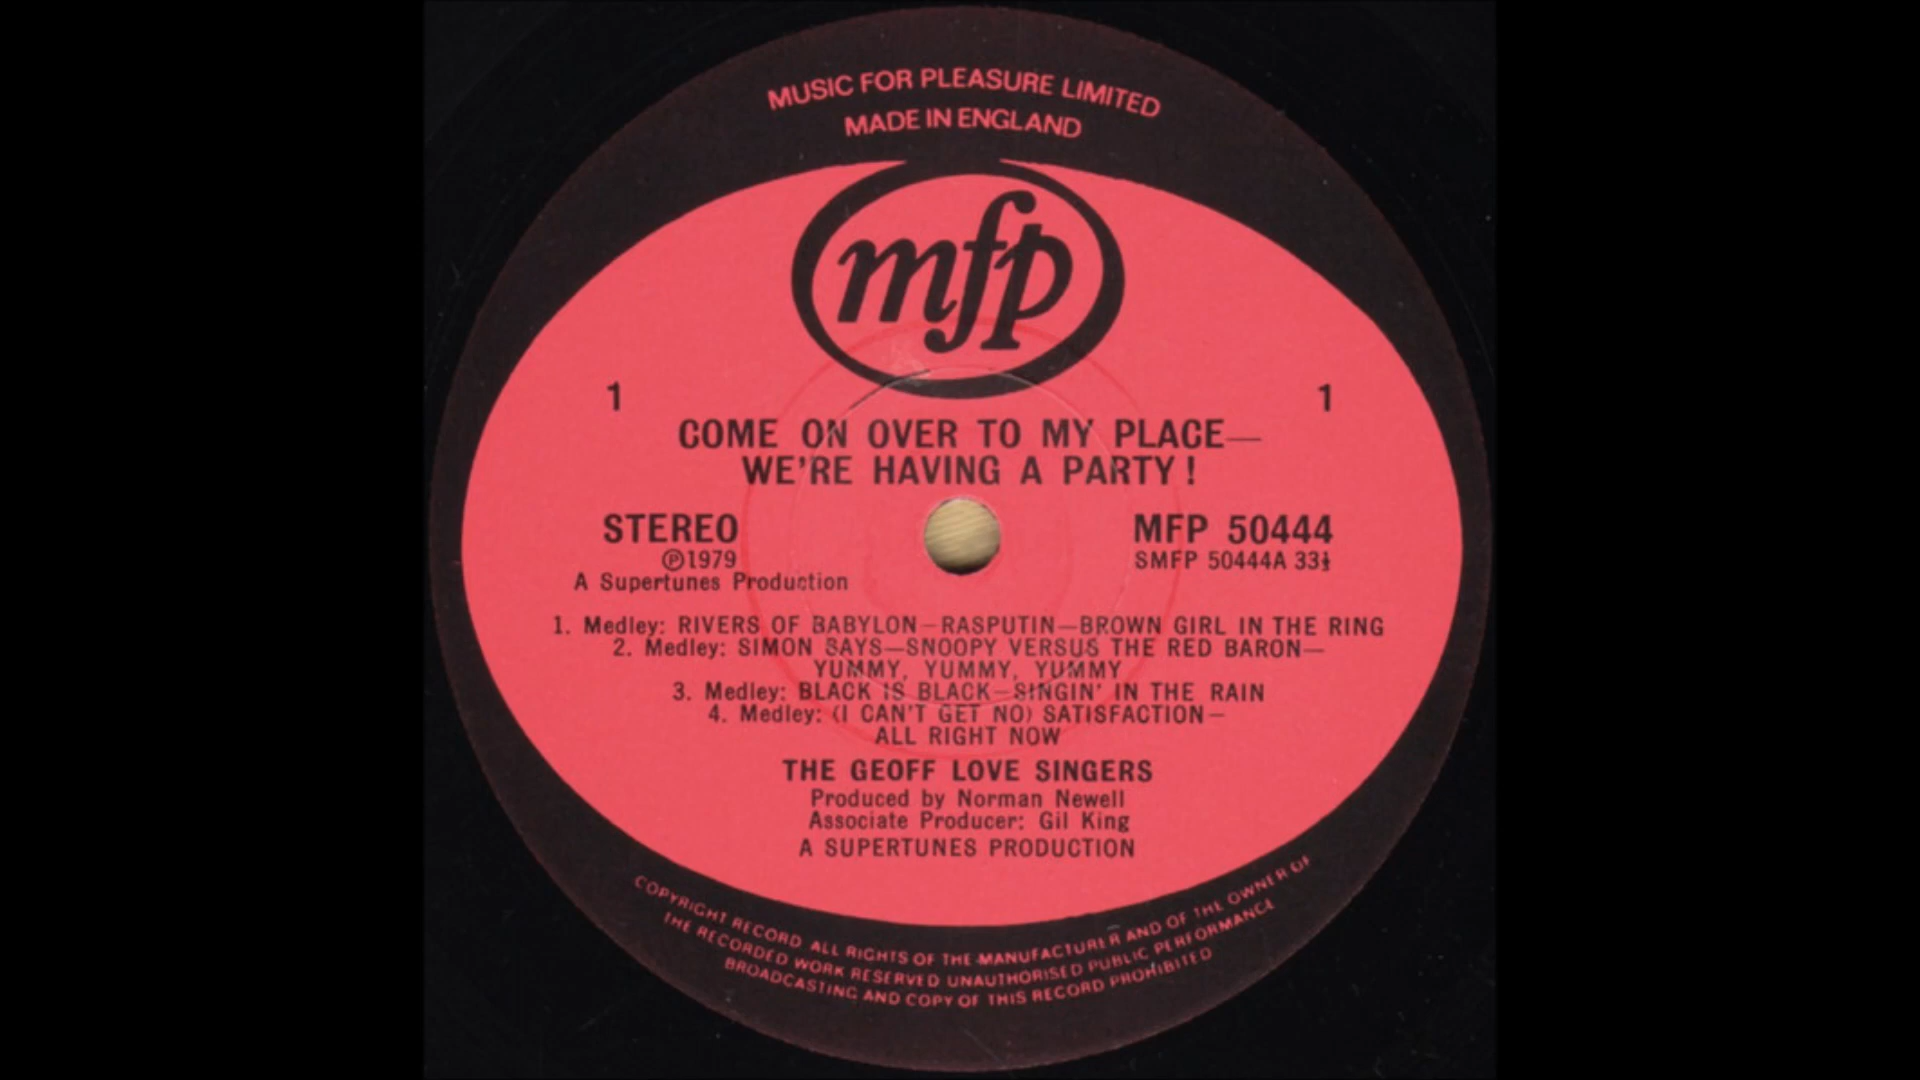 MUSIC FOR PLEASURE LIMITED
MADE IN ENGLAND
mfp
1 1
COME ON OVER TO MY PLACE—
WE'RE HAVING A PARTY!
STEREO MFP 50444
Ⓟ1979 SMFP 50444A 33⅓
A Supertunes Production
1. Medley: RIVERS OF BABYLON—RASPUTIN—BROWN GIRL IN THE RING
2. Medley: SIMON SAYS—SNOOPY VERSUS THE RED BARON—
YUMMY, YUMMY, YUMMY
3. Medley: BLACK IS BLACK—SINGIN' IN THE RAIN
4. Medley: (I CAN'T GET NO) SATISFACTION—
ALL RIGHT NOW
THE GEOFF LOVE SINGERS
Produced by Norman Newell
Associate Producer: Gil King
A SUPERTUNES PRODUCTION
COPYRIGHT RECORD ALL RIGHTS OF THE MANUFACTURER AND OF THE OWNER OF
THE RECORDED WORK RESERVED UNAUTHORISED PUBLIC PERFORMANCE
BROADCASTING AND COPY OF THIS RECORD PROHIBITED